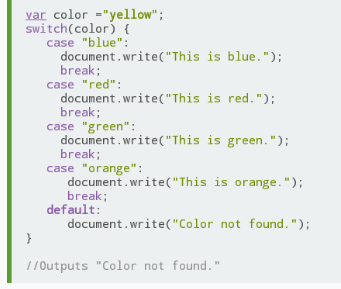 var color ="yellow";
switch(color) {
case "blue":
document.write("This is blue.");
break;
case "red":
document.write("This is red.");
break;
case "green":
document.write("This is green.");
break;
case "orange":
document.write("This is orange.");
break;
default:
document.write("Color not found.");
}
//Outputs "Color not found."